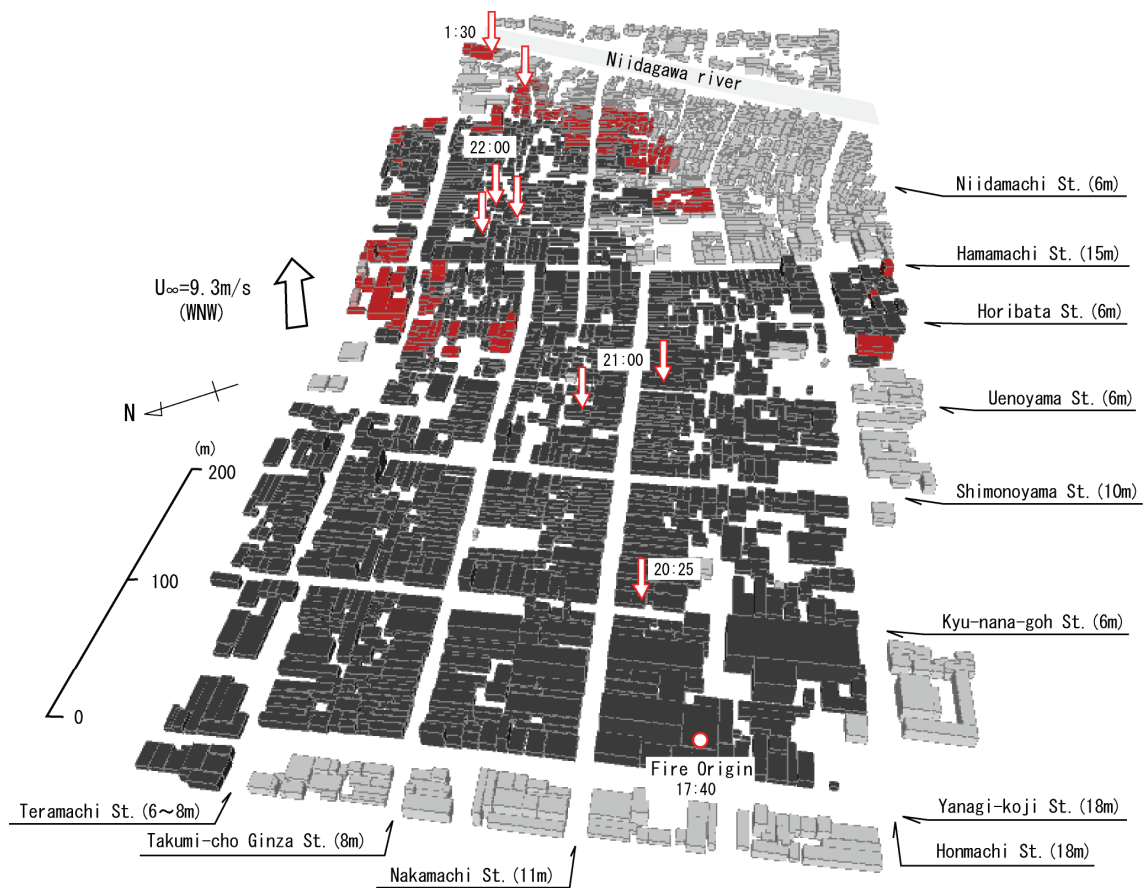 1:30
Niidagawa river
22:00
Niidamachi St. (6m)
Hamamachi St. (15m)
U∞=9.3m/s
(WNW)
Horibata St. (6m)
21:00
Uenoyama St. (6m)
N
(m)
200
Shimonoyama St. (10m)
100
20:25
Kyu-nana-goh St. (6m)
0
Fire Origin
17:40
Teramachi St. (6～8m)
Yanagi-koji St. (18m)
Takumi-cho Ginza St. (8m)
Honmachi St. (18m)
Nakamachi St. (11m)